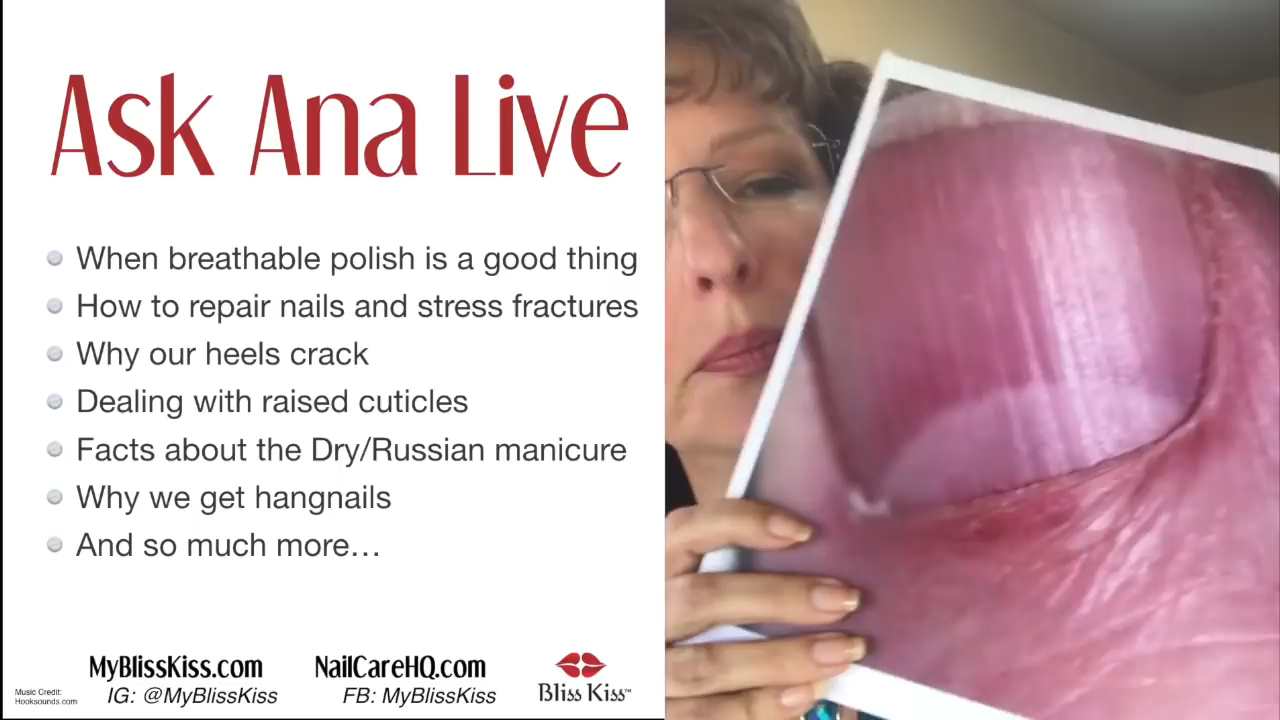 Ask Ana Live
When breathable polish is a good thing
How to repair nails and stress fractures
Why our heels crack
Dealing with raised cuticles
Facts about the Dry/Russian manicure
Why we get hangnails
And so much more…
MyBlissKiss.com NailCareHQ.com
IG: @MyBlissKiss FB: MyBlissKiss
Music Credit:
Hooksounds.com
Bliss Kiss™